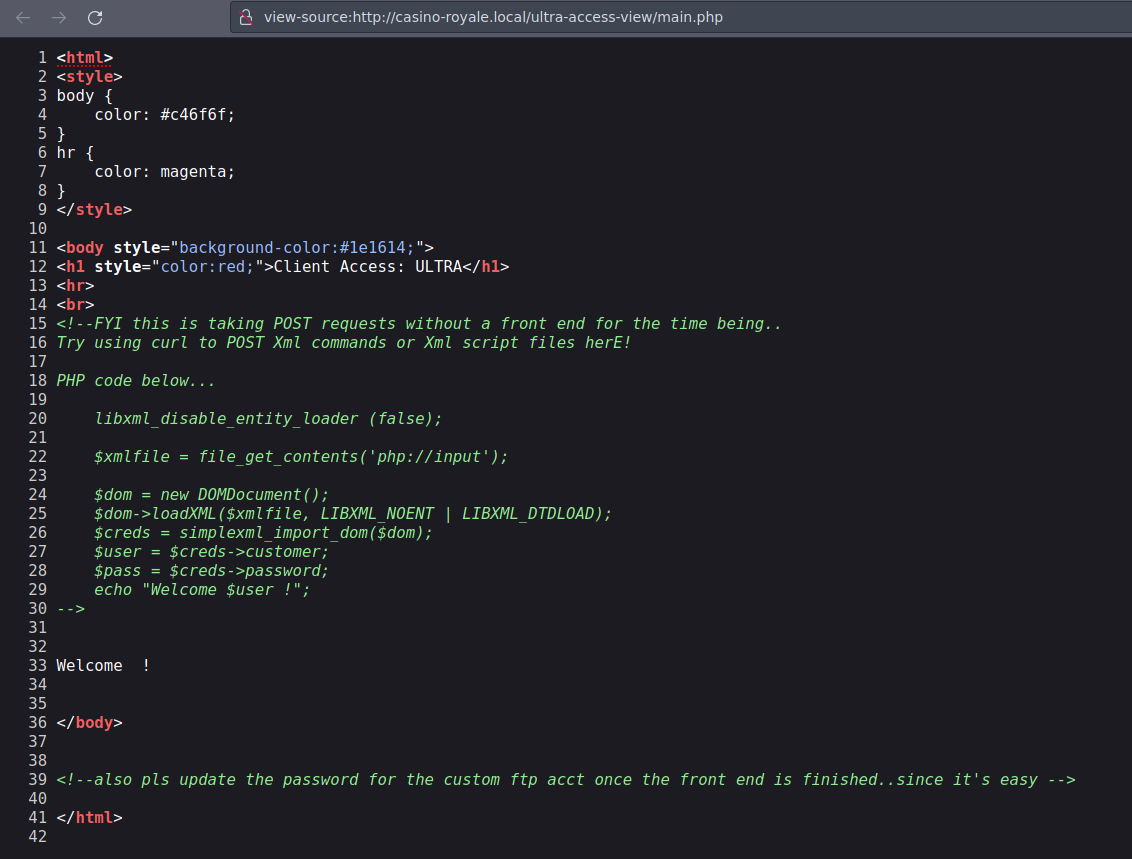 view-source:http://casino-royale.local/ultra-access-view/main.php
1 <html>
2 <style>
3 body {
4     color: #c46f6f;
5 }
6 hr {
7     color: magenta;
8 }
9 </style>
10
11 <body style="background-color:#1e1614;">
12 <h1 style="color:red;">Client Access: ULTRA</h1>
13 <hr>
14 <br>
15 <!--FYI this is taking POST requests without a front end for the time being..
16 Try using curl to POST Xml commands or Xml script files herE!
17
18 PHP code below...
19
20     libxml_disable_entity_loader (false);
21
22     $xmlfile = file_get_contents('php://input');
23
24     $dom = new DOMDocument();
25     $dom->loadXML($xmlfile, LIBXML_NOENT | LIBXML_DTDLOAD);
26     $creds = simplexml_import_dom($dom);
27     $user = $creds->customer;
28     $pass = $creds->password;
29     echo "Welcome $user !";
30 -->
31
32
33 Welcome  !
34
35
36 </body>
37
38
39 <!--also pls update the password for the custom ftp acct once the front end is finished..since it's easy -->
40
41 </html>
42